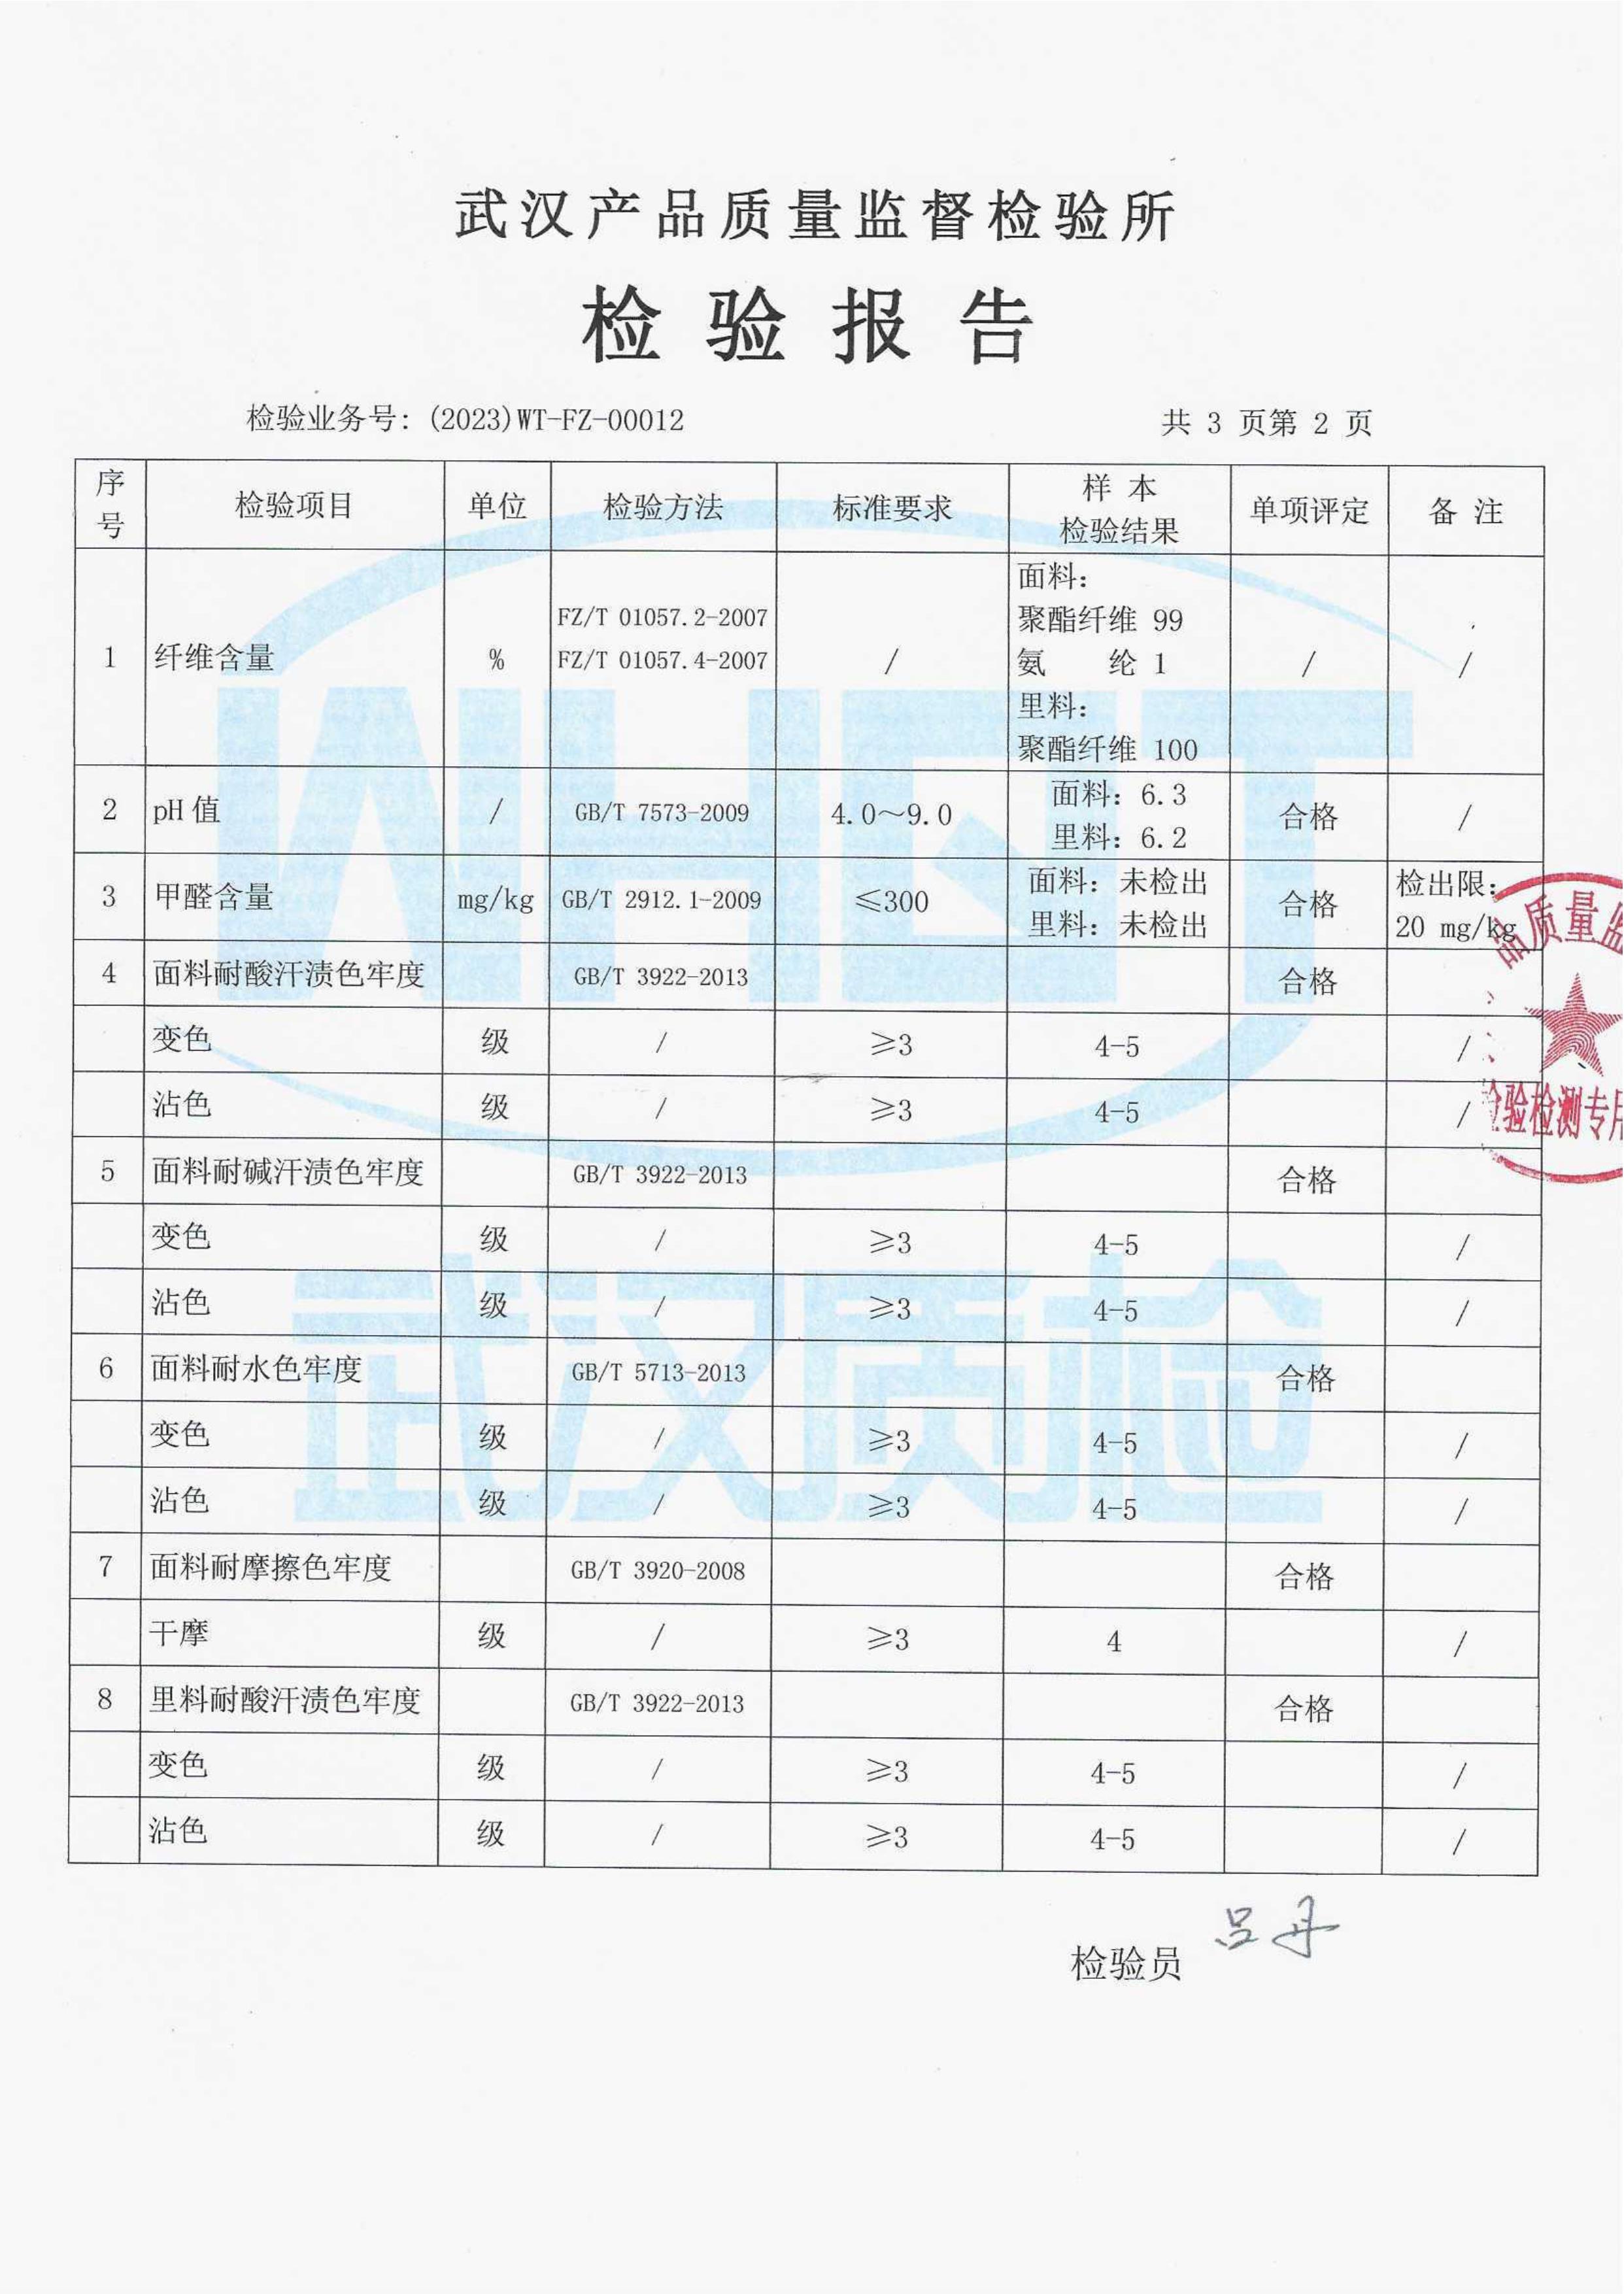 武汉产品质量监督检验所
检验报告
检验业务号：(2023)WT-FZ-00012 共 3 页第 2 页
序号 检验项目 单位 检验方法 标准要求 样 本 检验结果 单项评定 备 注
1 纤维含量 % FZ/T 01057.2-2007 FZ/T 01057.4-2007 / 面料： 聚酯纤维 99 氨 纶 1 里料： 聚酯纤维 100 / /
2 pH 值 / GB/T 7573-2009 4.0～9.0 面料：6.3 里料：6.2 合格 /
3 甲醛含量 mg/kg GB/T 2912.1-2009 ≤300 面料：未检出 里料：未检出 合格 检出限： 20 mg/kg
4 面料耐酸汗渍色牢度 GB/T 3922-2013 合格
变色 级 / ≥3 4-5 /
沾色 级 / ≥3 4-5 /
5 面料耐碱汗渍色牢度 GB/T 3922-2013 合格
变色 级 / ≥3 4-5 /
沾色 级 / ≥3 4-5 /
6 面料耐水色牢度 GB/T 5713-2013 合格
变色 级 / ≥3 4-5 /
沾色 级 / ≥3 4-5 /
7 面料耐摩擦色牢度 GB/T 3920-2008 合格
干摩 级 / ≥3 4 /
8 里料耐酸汗渍色牢度 GB/T 3922-2013 合格
变色 级 / ≥3 4-5 /
沾色 级 / ≥3 4-5 /
检验员 吕丹
WHQT
武汉质检
品质量监
验检测专用